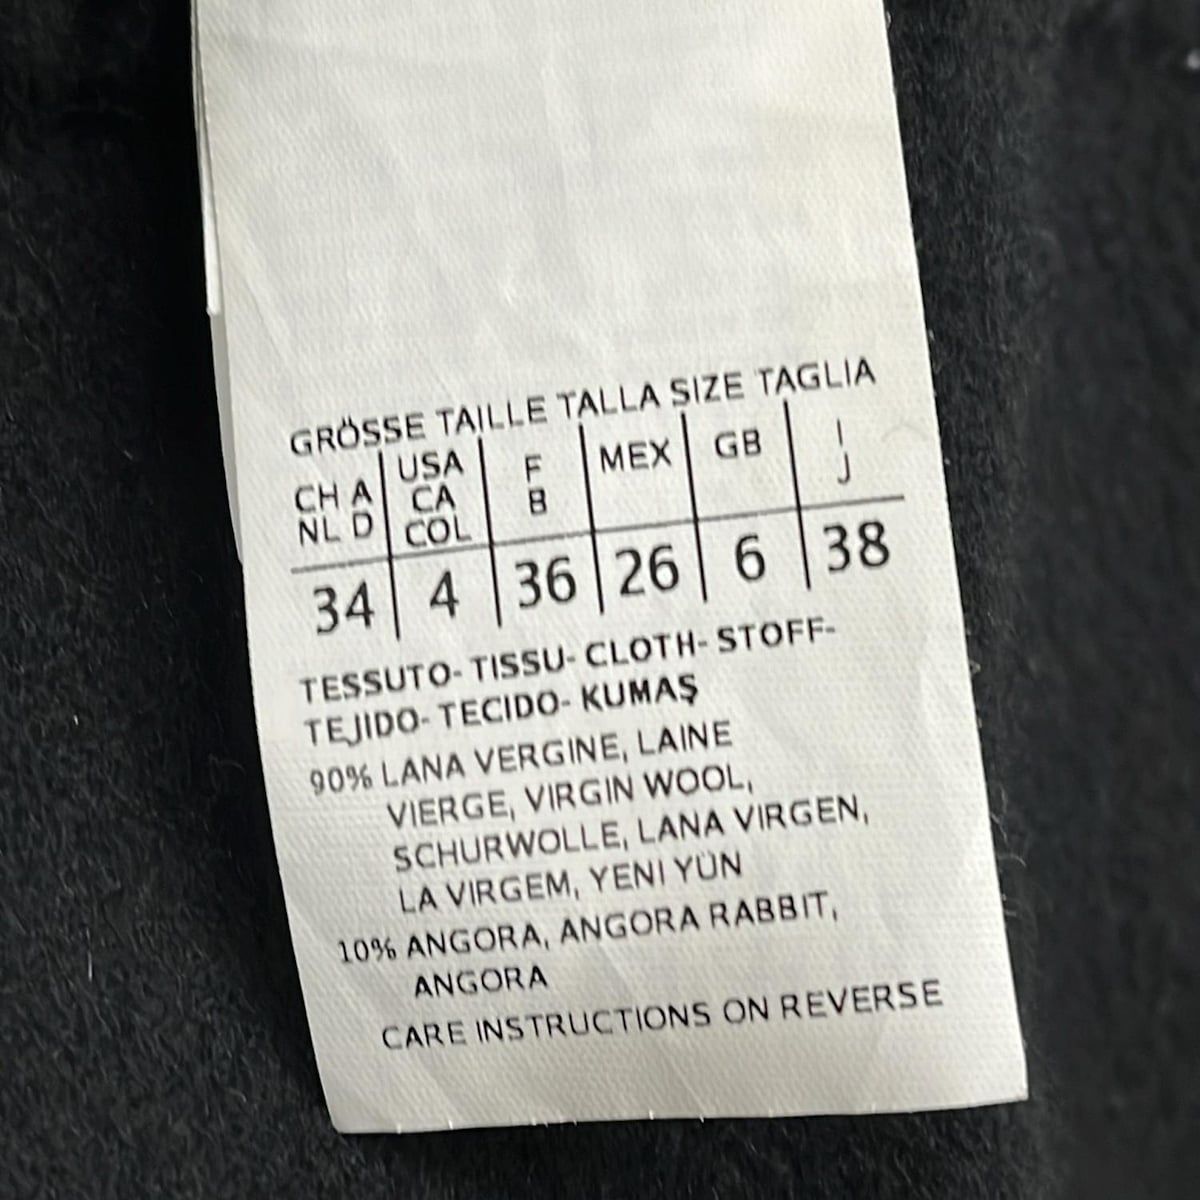 GRÖSSE TAILLE TALLA SIZE TAGLIA
CH A NL D | USA CA COL | F B | MEX | GB | I J
34 | 4 | 36 | 26 | 6 | 38
TESSUTO- TISSU- CLOTH- STOFF-
TEJIDO- TECIDO- KUMAŞ
90% LANA VERGINE, LAINE
VIERGE, VIRGIN WOOL,
SCHURWOLLE, LANA VIRGEN,
LA VIRGEM, YENI YÜN
10% ANGORA, ANGORA RABBIT,
ANGORA
CARE INSTRUCTIONS ON REVERSE